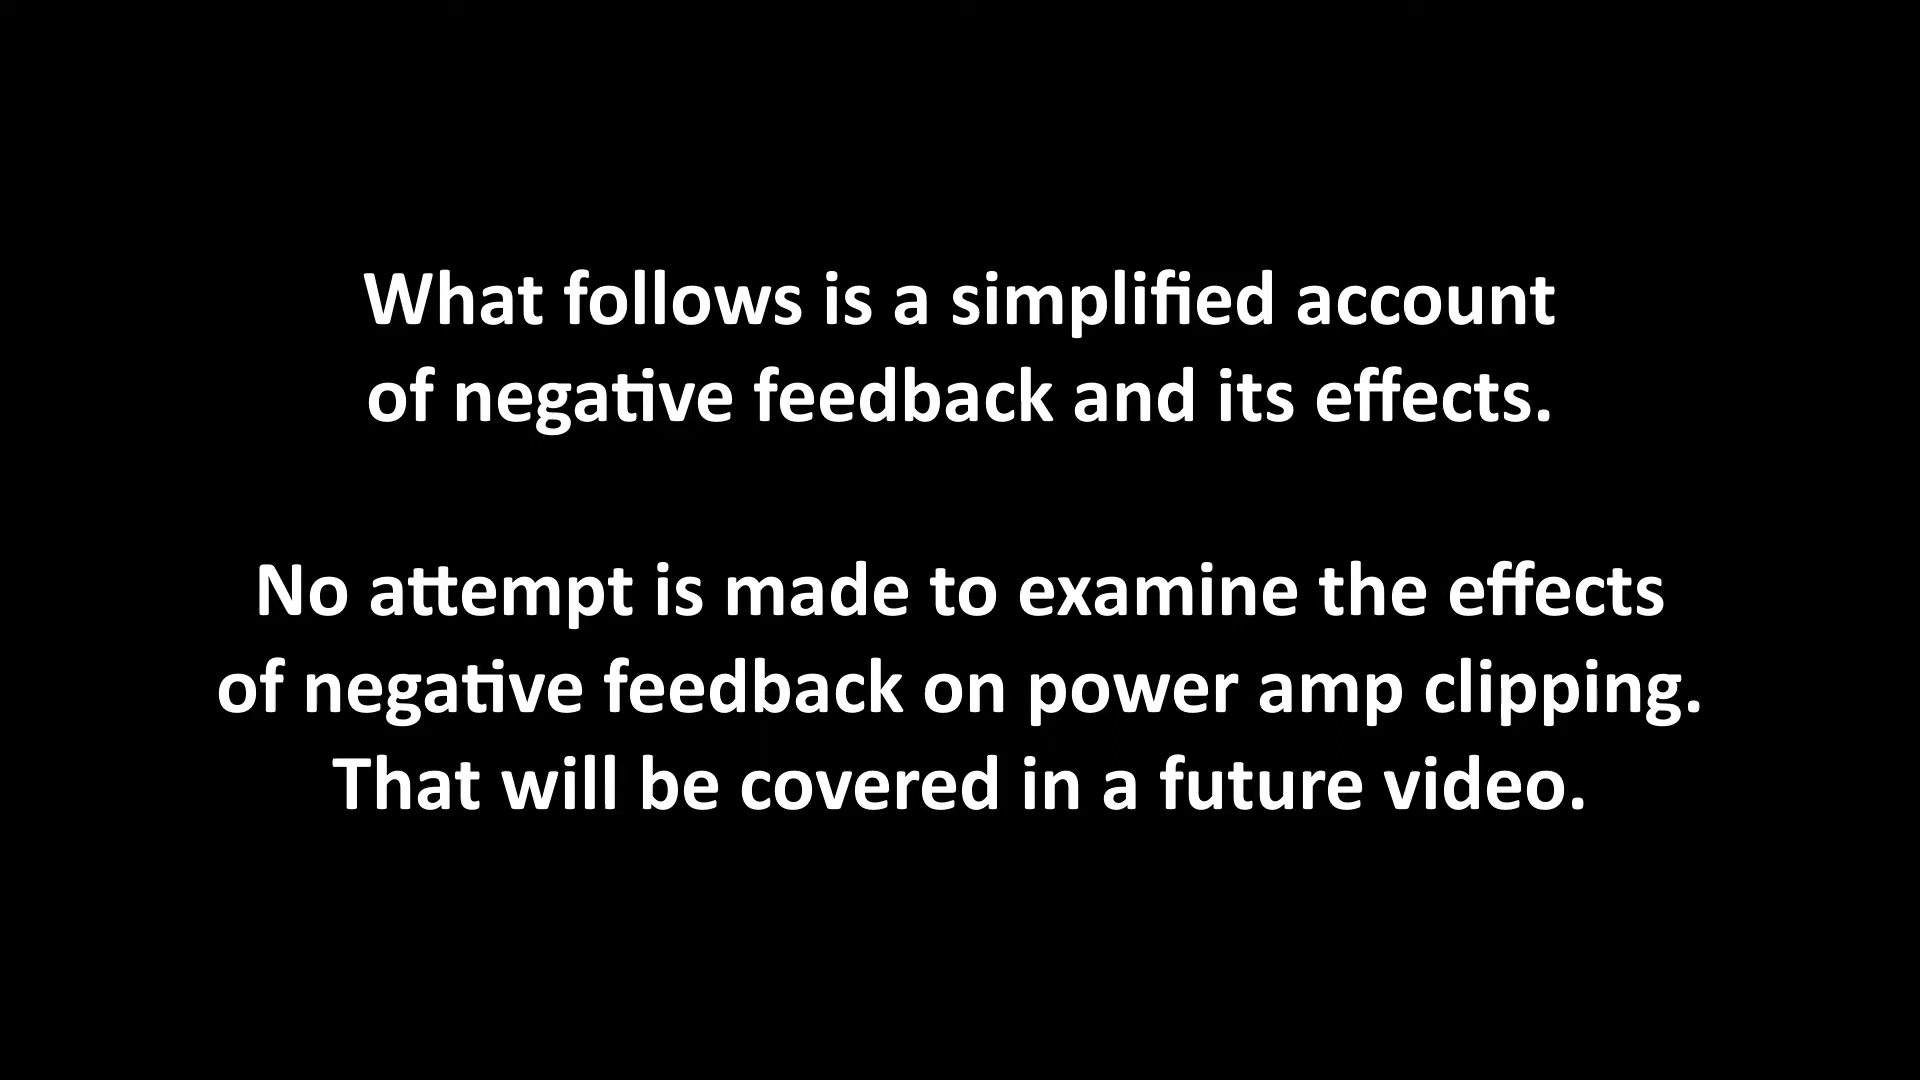 What follows is a simplified account
of negative feedback and its effects.
No attempt is made to examine the effects
of negative feedback on power amp clipping.
That will be covered in a future video.